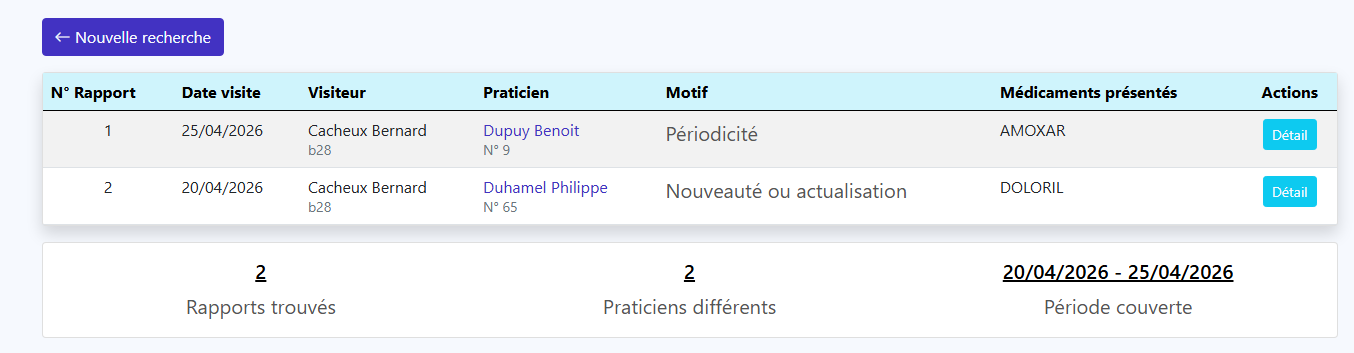 ← Nouvelle recherche
N° Rapport Date visite Visiteur Praticien Motif Médicaments présentés Actions
1 25/04/2026 Cacheux Bernard Dupuy Benoit Périodicité AMOXAR Détail
b28 N° 9
2 20/04/2026 Cacheux Bernard Duhamel Philippe Nouveauté ou actualisation DOLORIL Détail
b28 N° 65
2 2 20/04/2026 - 25/04/2026
Rapports trouvés Praticiens différents Période couverte